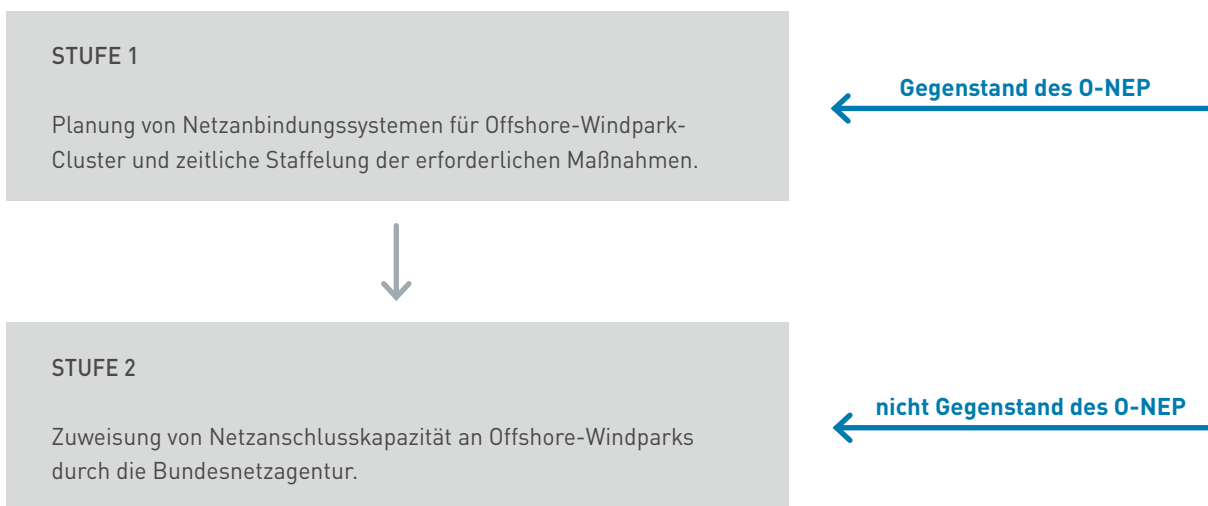 STUFE 1
Gegenstand des O-NEP
Planung von Netzanbindungssystemen für Offshore-Windpark-
Cluster und zeitliche Staffelung der erforderlichen Maßnahmen.
STUFE 2
nicht Gegenstand des O-NEP
Zuweisung von Netzanschlusskapazität an Offshore-Windparks
durch die Bundesnetzagentur.